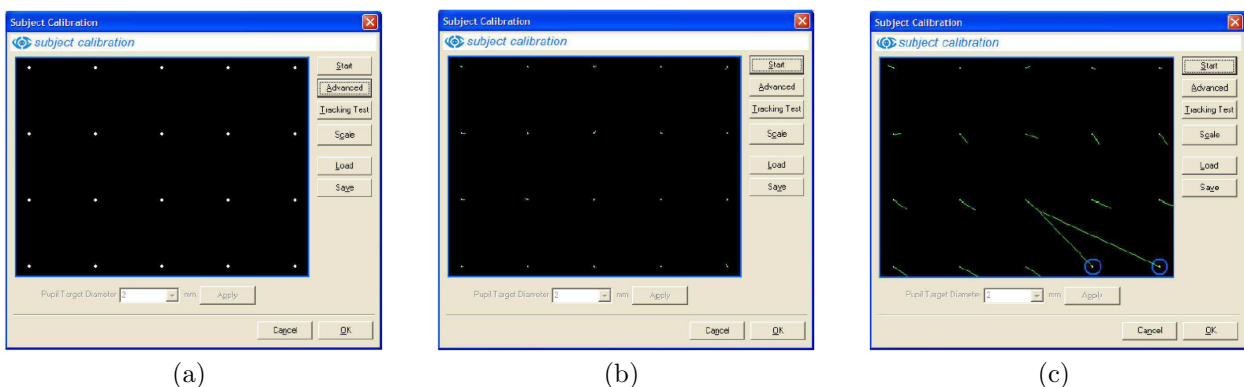 Subject Calibration
subject calibration
Start
Advanced
Tracking Test
Scale
Load
Save
Pupil Target Diameter 2 mm Apply
Cancel OK
(a)
Subject Calibration
subject calibration
Start
Advanced
Tracking Test
Scale
Load
Save
Pupil Target Diameter 2 mm Apply
Cancel OK
(b)
Subject Calibration
subject calibration
Start
Advanced
Tracking Test
Scale
Load
Save
Pupil Target Diameter 2 mm Apply
Cancel OK
(c)